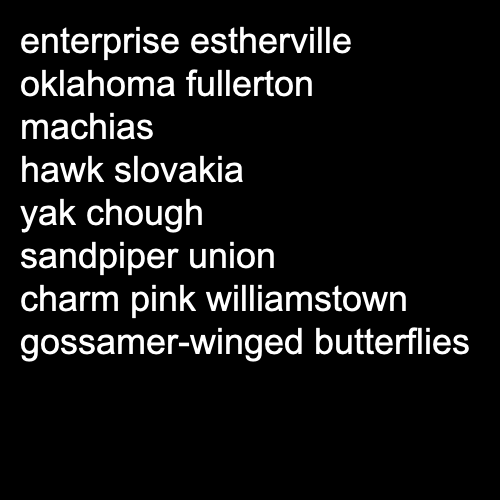 enterprise estherville
oklahoma fullerton
machias
hawk slovakia
yak chough
sandpiper union
charm pink williamstown
gossamer-winged butterflies